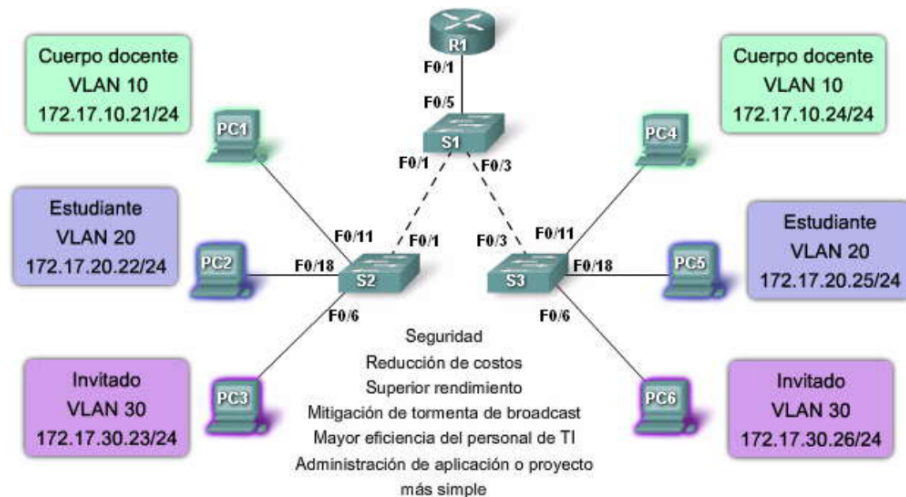 Cuerpo docente
VLAN 10
172.17.10.21/24
R1
F0/1
F0/5
S1
F0/1
F0/3
Cuerpo docente
VLAN 10
172.17.10.24/24
PC1
PC4
Estudiante
VLAN 20
172.17.20.22/24
PC2
F0/11
F0/18
F0/1
S2
F0/6
F0/3
F0/11
F0/18
S3
F0/6
PC5
Estudiante
VLAN 20
172.17.20.25/24
Invitado
VLAN 30
172.17.30.23/24
PC3
Seguridad
Reducción de costos
Superior rendimiento
Mitigación de tormenta de broadcast
Mayor eficiencia del personal de TI
Administración de aplicación o proyecto
más simple
PC6
Invitado
VLAN 30
172.17.30.26/24